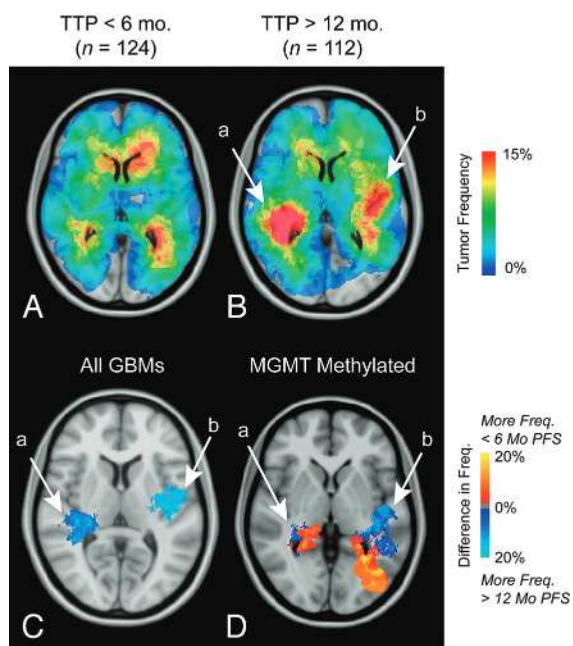 TTP < 6 mo.
(n = 124)
TTP > 12 mo.
(n = 112)
a
b
A
B
15%
0%
Tumor Frequency
All GBMs
MGMT Methylated
a
b
a
b
C
D
More Freq.
< 6 Mo PFS
20%
0%
20%
Difference in Freq.
More Freq.
> 12 Mo PFS